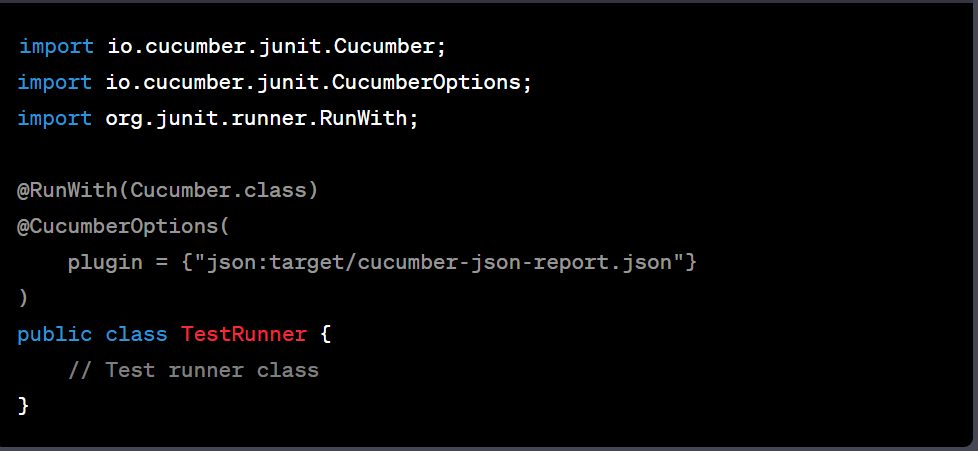 import io.cucumber.junit.Cucumber;
import io.cucumber.junit.CucumberOptions;
import org.junit.runner.RunWith;

@RunWith(Cucumber.class)
@CucumberOptions(
    plugin = {"json:target/cucumber-json-report.json"}
)
public class TestRunner {
    // Test runner class
}